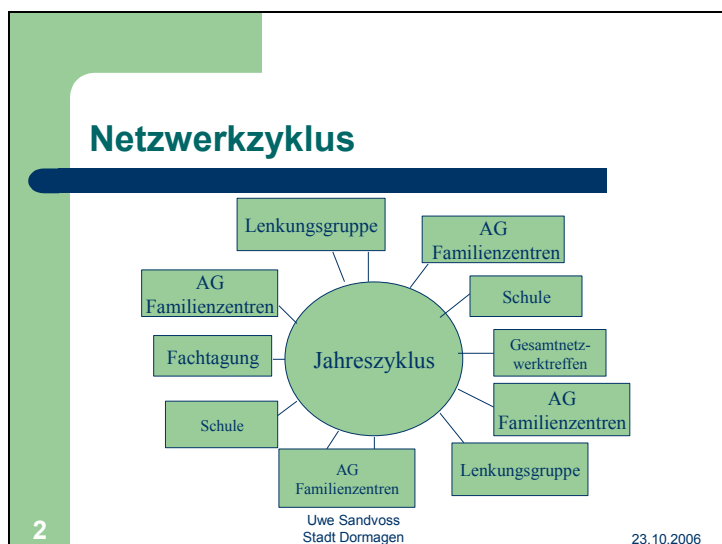 Netzwerkzyklus
Lenkungsgruppe
AG
Familienzentren
Schule
Gesamtnetz-
werktreffen
AG
Familienzentren
Lenkungsgruppe
AG
Familienzentren
Schule
Fachtagung
AG
Familienzentren
Jahreszyklus
2
Uwe Sandvoss
Stadt Dormagen
23.10.2006